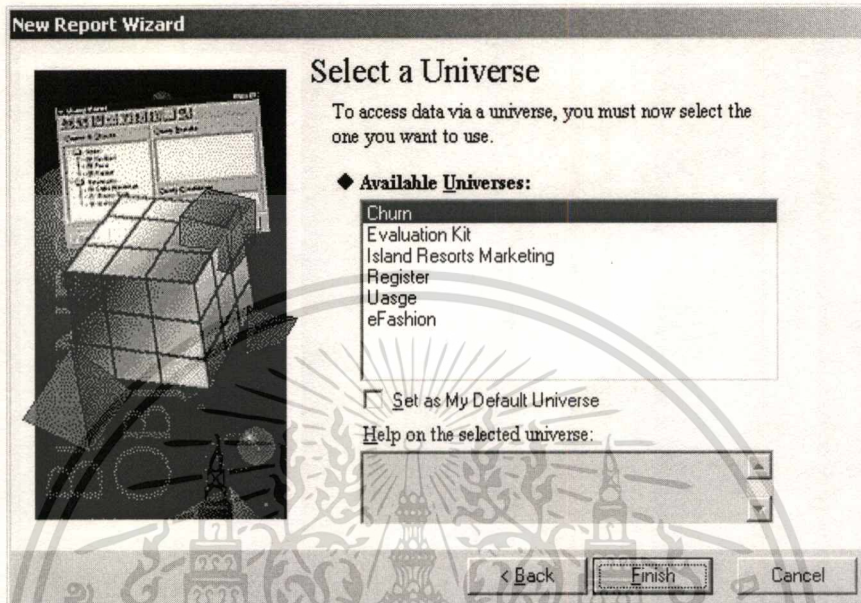 New Report Wizard
Select a Universe
To access data via a universe, you must now select the
one you want to use.
◆ Available Universes:
Churn
Evaluation Kit
Island Resorts Marketing
Register
Uasge
eFashion
Set as My Default Universe
Help on the selected universe:
< Back
Finish
Cancel